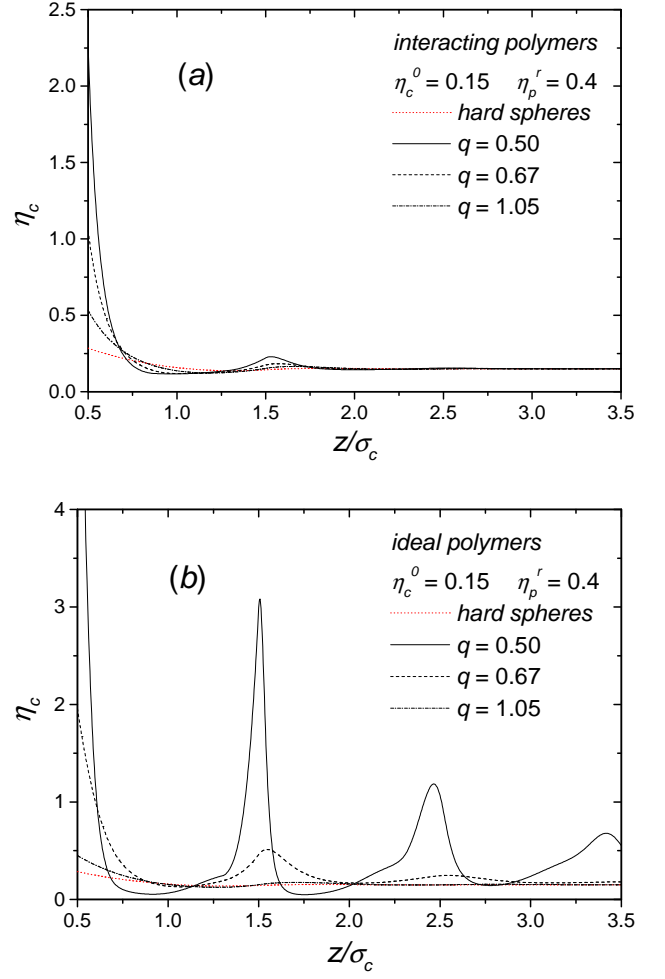 (a)
interacting polymers
η_c^0 = 0.15 η_p^r = 0.4
hard spheres
q = 0.50
q = 0.67
q = 1.05
η_c
2.5
2.0
1.5
1.0
0.5
0.0
0.5 1.0 1.5 2.0 2.5 3.0 3.5
z/σ_c
(b)
ideal polymers
η_c^0 = 0.15 η_p^r = 0.4
hard spheres
q = 0.50
q = 0.67
q = 1.05
η_c
4
3
2
1
0
0.5 1.0 1.5 2.0 2.5 3.0 3.5
z/σ_c